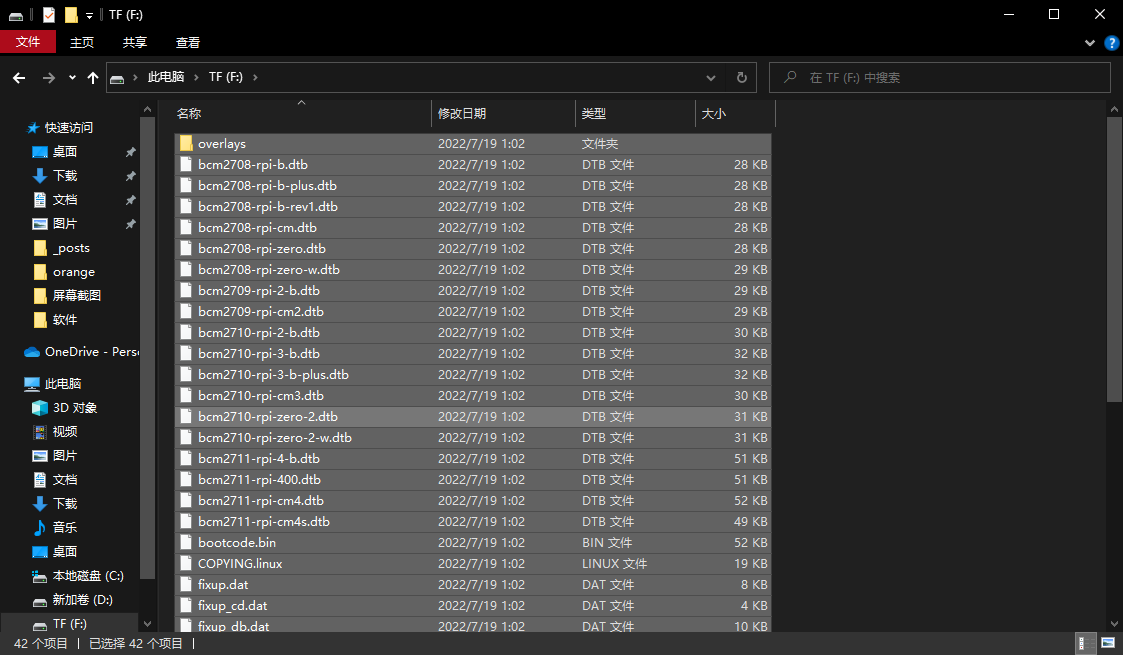 TF (F:)
文件 主页 共享 查看
此电脑 › TF (F:) ›
在 TF (F:) 中搜索
快速访问
桌面
下载
文档
图片
_posts
orange
屏幕截图
软件
OneDrive - Perso
此电脑
3D 对象
视频
图片
文档
下载
音乐
桌面
本地磁盘 (C:)
新加卷 (D:)
TF (F:)
名称 修改日期 类型 大小
overlays 2022/7/19 1:02 文件夹
bcm2708-rpi-b.dtb 2022/7/19 1:02 DTB 文件 28 KB
bcm2708-rpi-b-plus.dtb 2022/7/19 1:02 DTB 文件 28 KB
bcm2708-rpi-b-rev1.dtb 2022/7/19 1:02 DTB 文件 28 KB
bcm2708-rpi-cm.dtb 2022/7/19 1:02 DTB 文件 28 KB
bcm2708-rpi-zero.dtb 2022/7/19 1:02 DTB 文件 28 KB
bcm2708-rpi-zero-w.dtb 2022/7/19 1:02 DTB 文件 29 KB
bcm2709-rpi-2-b.dtb 2022/7/19 1:02 DTB 文件 29 KB
bcm2709-rpi-cm2.dtb 2022/7/19 1:02 DTB 文件 29 KB
bcm2710-rpi-2-b.dtb 2022/7/19 1:02 DTB 文件 30 KB
bcm2710-rpi-3-b.dtb 2022/7/19 1:02 DTB 文件 32 KB
bcm2710-rpi-3-b-plus.dtb 2022/7/19 1:02 DTB 文件 32 KB
bcm2710-rpi-cm3.dtb 2022/7/19 1:02 DTB 文件 30 KB
bcm2710-rpi-zero-2.dtb 2022/7/19 1:02 DTB 文件 31 KB
bcm2710-rpi-zero-2-w.dtb 2022/7/19 1:02 DTB 文件 31 KB
bcm2711-rpi-4-b.dtb 2022/7/19 1:02 DTB 文件 51 KB
bcm2711-rpi-400.dtb 2022/7/19 1:02 DTB 文件 51 KB
bcm2711-rpi-cm4.dtb 2022/7/19 1:02 DTB 文件 52 KB
bcm2711-rpi-cm4s.dtb 2022/7/19 1:02 DTB 文件 49 KB
bootcode.bin 2022/7/19 1:02 BIN 文件 52 KB
COPYING.linux 2022/7/19 1:02 LINUX 文件 19 KB
fixup.dat 2022/7/19 1:02 DAT 文件 8 KB
fixup_cd.dat 2022/7/19 1:02 DAT 文件 4 KB
fixup_db.dat 2022/7/19 1:02 DAT 文件 10 KB
42 个项目 | 已选择 42 个项目 |